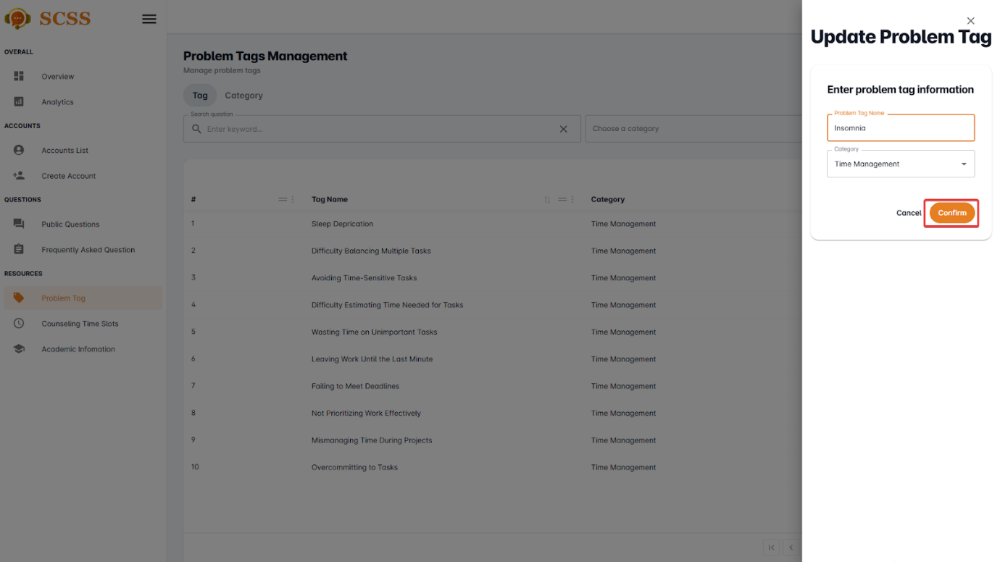 SCSS
OVERALL
Overview
Analytics
ACCOUNTS
Accounts List
Create Account
QUESTIONS
Public Questions
Frequently Asked Question
RESOURCES
Problem Tag
Counseling Time Slots
Academic Infomation
Problem Tags Management
Manage problem tags
Tag Category
Search question
Enter keyword...
Choose a category
# Tag Name Category
1 Sleep Deprication Time Management
2 Difficulty Balancing Multiple Tasks Time Management
3 Avoiding Time-Sensitive Tasks Time Management
4 Difficulty Estimating Time Needed for Tasks Time Management
5 Wasting Time on Unimportant Tasks Time Management
6 Leaving Work Until the Last Minute Time Management
7 Failing to Meet Deadlines Time Management
8 Not Prioritizing Work Effectively Time Management
9 Mismanaging Time During Projects Time Management
10 Overcommitting to Tasks Time Management
Update Problem Tag
Enter problem tag information
Problem Tag Name
Insomnia
Category
Time Management
Cancel Confirm